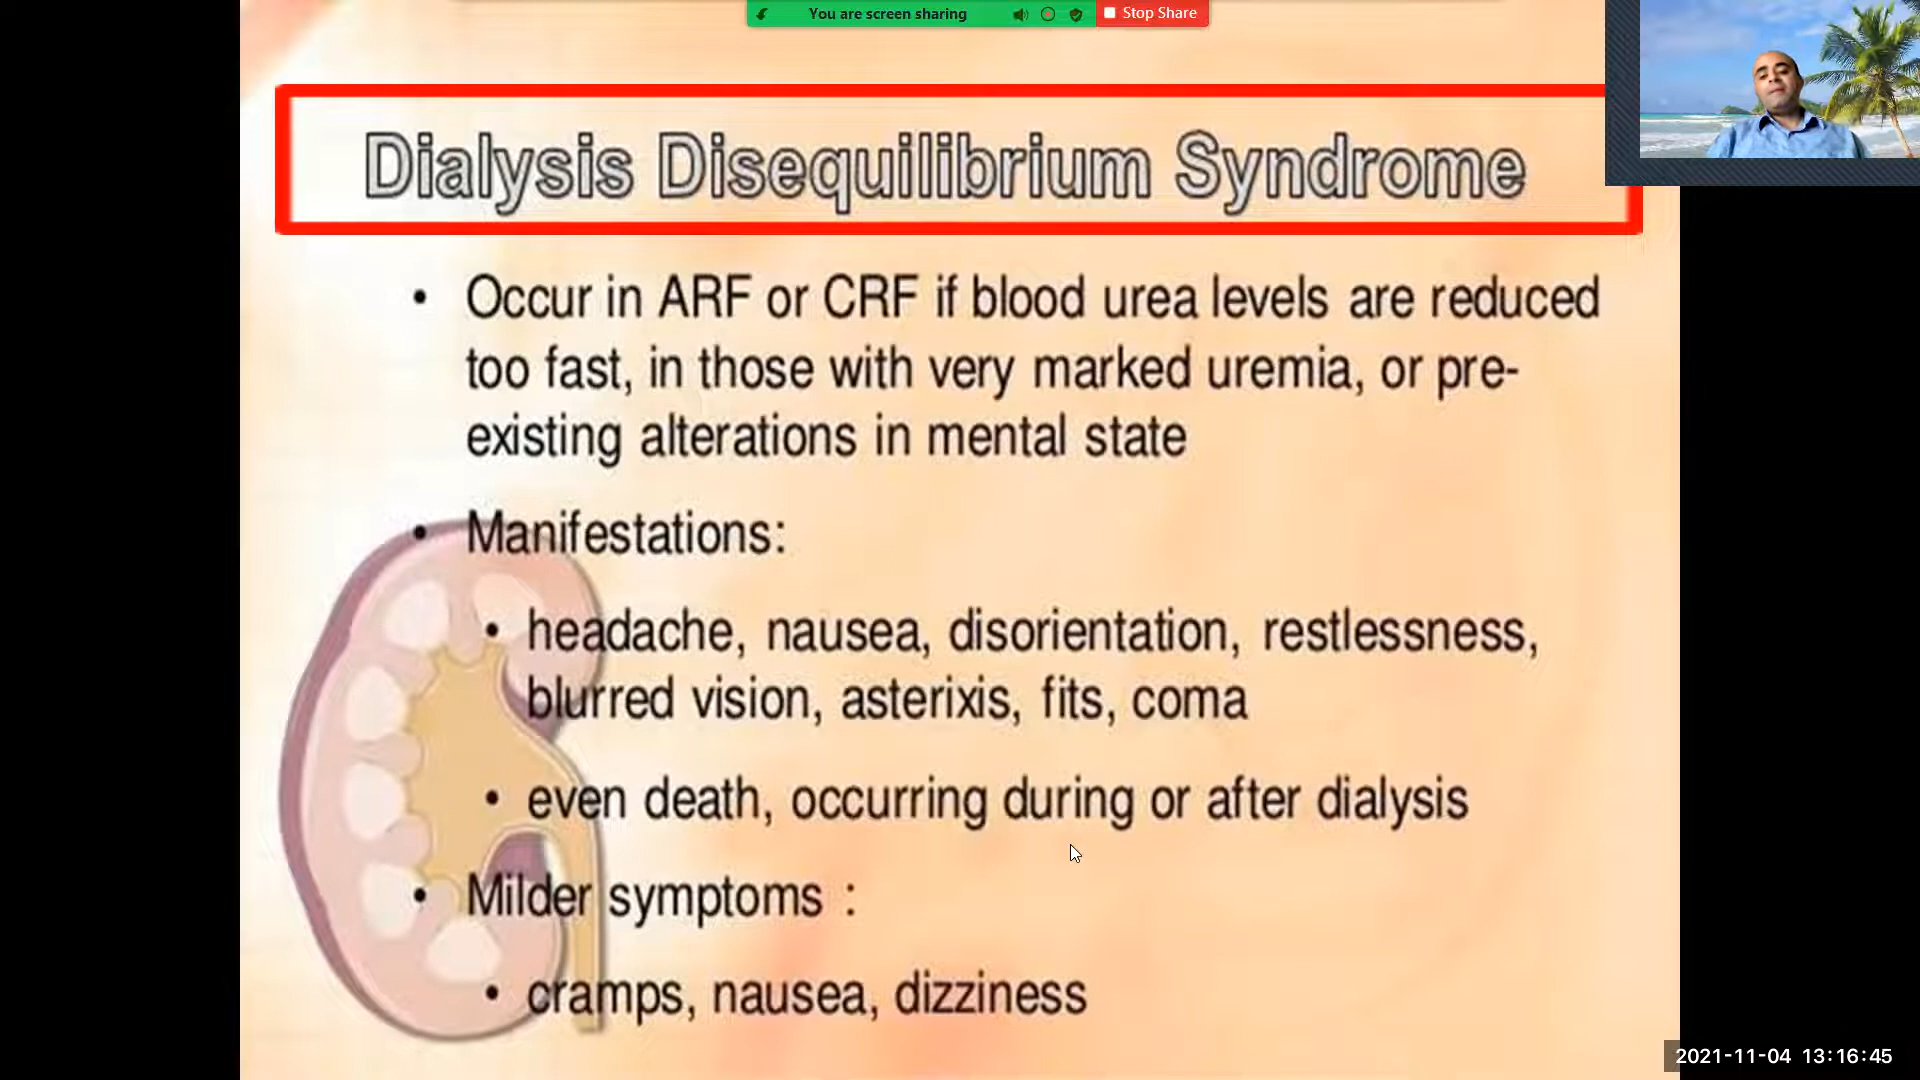 You are screen sharing
Stop Share
Dialysis Disequilibrium Syndrome
• Occur in ARF or CRF if blood urea levels are reduced
too fast, in those with very marked uremia, or pre-
existing alterations in mental state
• Manifestations:
• headache, nausea, disorientation, restlessness,
blurred vision, asterixis, fits, coma
• even death, occurring during or after dialysis
• Milder symptoms :
• cramps, nausea, dizziness
2021-11-04 13:16:45